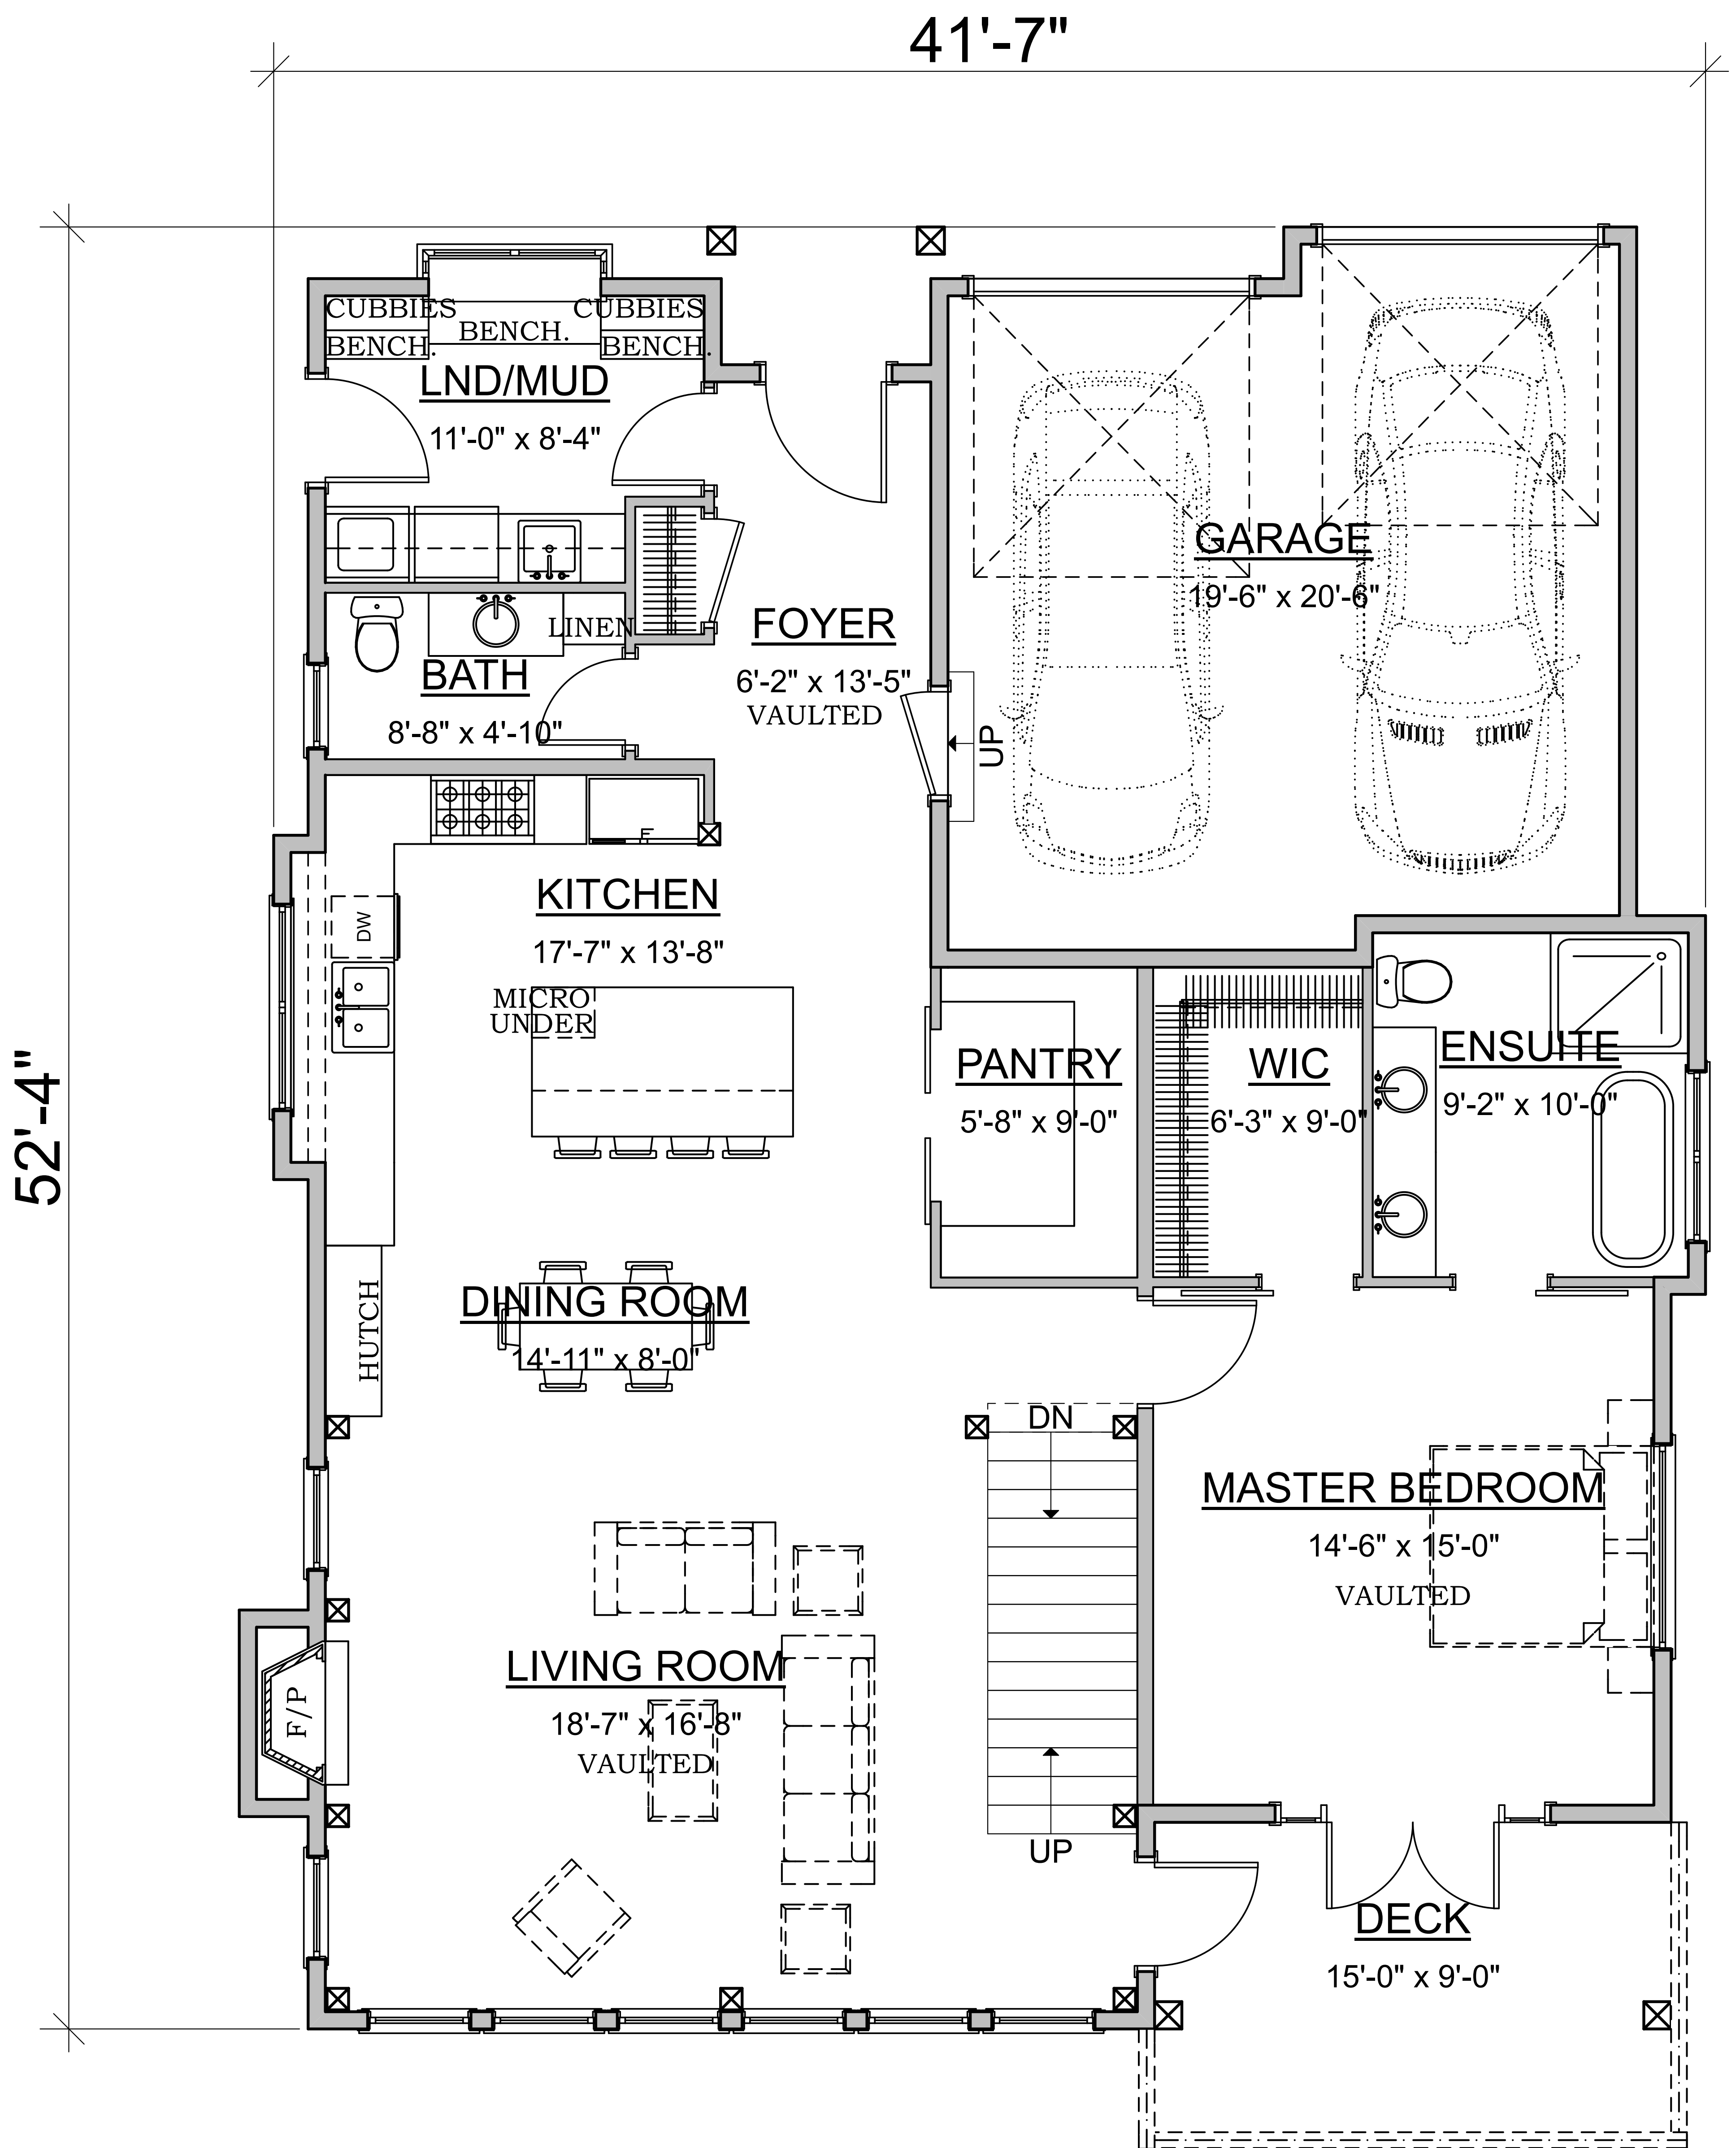 41'-7"
CUBBIES
CUBBIES
BENCH.
BENCH.
BENCH.
LND/MUD
11'-0" x 8'-4"
GARAGE
19'-6" x 20'-6"
FOYER
6'-2" x 13'-5"
VAULTED
LINEN
BATH
8'-8" x 4'-10"
UP
F
KITCHEN
17'-7" x 13'-8"
DW
MICRO
UNDER
PANTRY
5'-8" x 9'-0"
WIC
6'-3" x 9'-0"
ENSUITE
9'-2" x 10'-0"
52'-4"
DINING ROOM
14'-11" x 8'-0"
HUTCH
DN
MASTER BEDROOM
14'-6" x 15'-0"
VAULTED
LIVING ROOM
18'-7" x 16'-8"
VAULTED
F/P
UP
DECK
15'-0" x 9'-0"